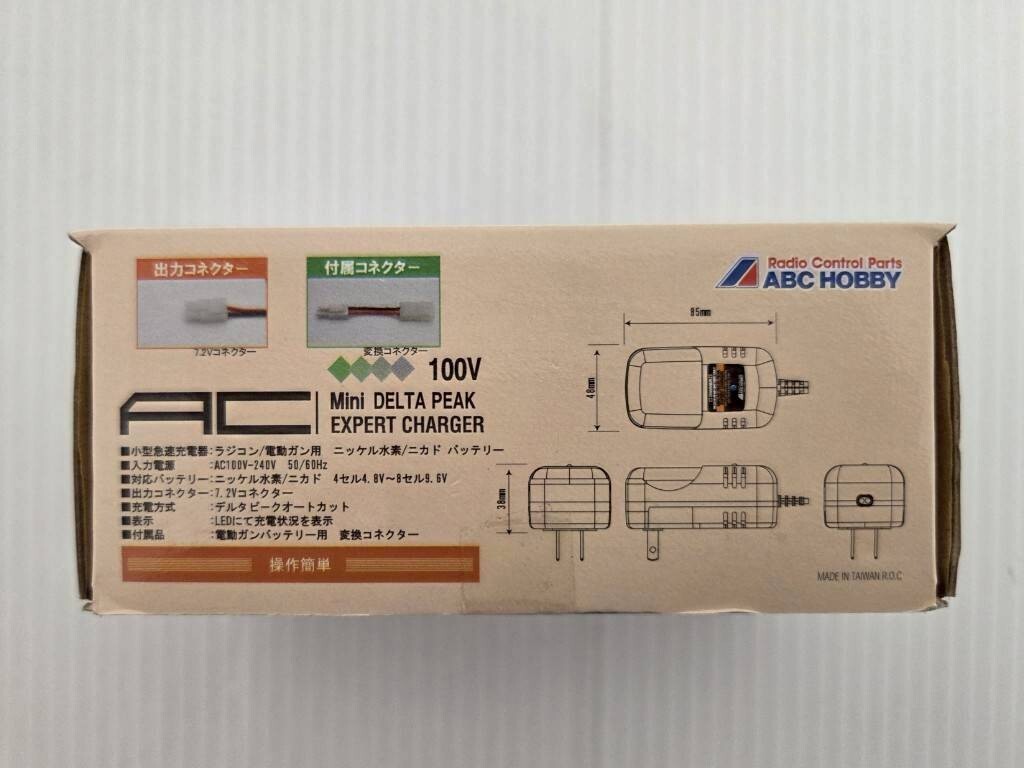 出力コネクター
7.2Vコネクター
付属コネクター
変換コネクター
100V
AC
Mini DELTA PEAK
EXPERT CHARGER
■小型急速充電器:ラジコン/電動ガン用 ニッケル水素/ニカド バッテリー
■入力電源 :AC100V-240V 50/60Hz
■対応バッテリー:ニッケル水素/ニカド 4セル4.8V〜8セル9.6V
■出力コネクター:7.2Vコネクター
■充電方式 :デルタピークオートカット
■表示 :LEDにて充電状況を表示
■付属品 :電動ガンバッテリー用 変換コネクター
操作簡単
Radio Control Parts
ABC HOBBY
85mm
48mm
38mm
MADE IN TAIWAN R.O.C